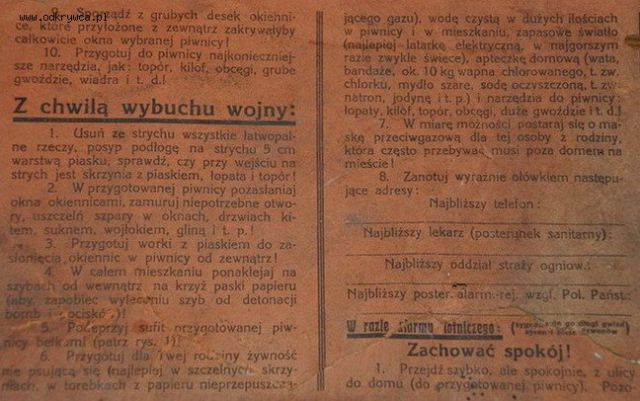 www.odkrywca.pl
9. Sporządź z grubych desek okienni-
ce, które przyłożone z zewnątrz zakrywałyby
całkowicie okna wybranej piwnicy!
10. Przygotuj do piwnicy najkonieczniej-
sze narzędzia, jak: topór, kilof, obcęgi, grube
gwoździe, wiadra i t. d.!
Z chwilą wybuchu wojny:
1. Usuń ze strychu wszystkie łatwopal-
ne rzeczy, posyp podłogę na strychu 5 cm
warstwą piasku, sprawdź, czy przy wejściu na
strych jest skrzynia z piaskiem, łopata i topór!
2. W przygotowanej piwnicy pozasłaniaj
okna okiennicami, zamuruj niepotrzebne otwo-
ry, uszczelń szpary w oknach, drzwiach ki-
tem, suknem, wojłokiem, gliną i t. p.!
3. Przygotuj worki z piaskiem do za-
słonięcia okiennic w piwnicy od zewnątrz!
4. W całem mieszkaniu ponaklejaj na
szybach od wewnątrz na krzyż paski papieru
(aby zapobiec wyleceniu szyb od detonacji
bomb i pocisków)!
5. Podeprzyj sufit przygotowanej piw-
nicy belkami (patrz rys. 1)!
6. Przygotuj dla Twej rodziny żywność
nie psującą się (najlepiej w szczelnych skrzy-
niach, w torebkach z papieru nieprzepuszcza-
jącego gazu), wodę czystą w dużych ilościach
w piwnicy i w mieszkaniu, zapasowe światło
(najlepiej latarkę elektryczną, w najgorszym
razie zwykłe świece), apteczkę domową (wata,
bandaże, ok. 10 kg wapna chlorowanego, t. zw.
chlorku, mydło szare, sodę oczyszczoną, t. zw.
natron, jodynę i t. p.) i narzędzia do piwnicy:
łopaty, kilof, topór, obcęgi, duże gwoździe i t. d.!
7. W miarę możności postaraj się o ma-
skę przeciwgazową dla tej osoby z rodziny,
która często przebywać musi poza domem na
mieście!
8. Zanotuj wyraźnie ołówkiem następu-
jące adresy:
Najbliższy telefon:
Najbliższy lekarz (posterunek sanitarny):
Najbliższy oddział straży ogniow.:
Najbliższy poster. alarm.-rej. wzgl. Pol. Państ:
W razie alarmu lotniczego:
Zachować spokój!
1. Przejdź szybko, ale spokojnie, z ulicy
do domu (do przygotowanej piwnicy). Pozo-